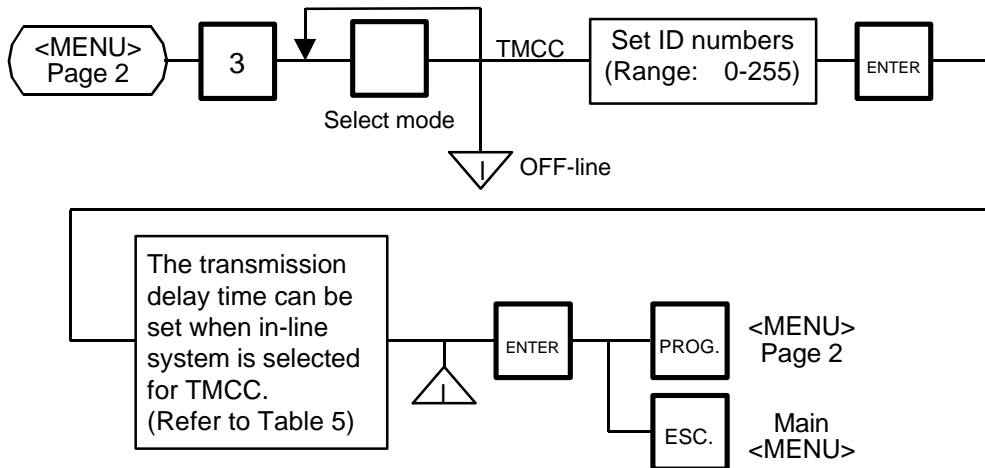 <MENU>
Page 2
3
Select mode
TMCC
Set ID numbers
(Range: 0-255)
ENTER
I
OFF-line
The transmission
delay time can be
set when in-line
system is selected
for TMCC.
(Refer to Table 5)
I
ENTER
PROG.
<MENU>
Page 2
ESC.
Main
<MENU>